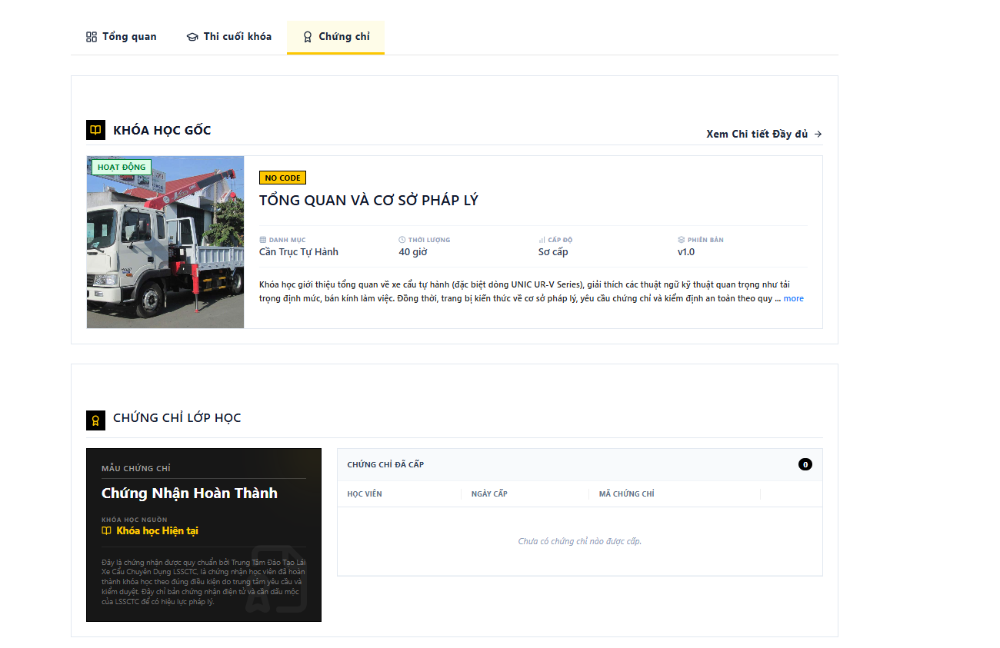 Tổng quan
Thi cuối khóa
Chứng chỉ
KHÓA HỌC GỐC
Xem Chi tiết Đầy đủ
HOẠT ĐỘNG
NO CODE
TỔNG QUAN VÀ CƠ SỞ PHÁP LÝ
DANH MỤC
Cần Trục Tự Hành
THỜI LƯỢNG
40 giờ
CẤP ĐỘ
Sơ cấp
PHIÊN BẢN
v1.0
Khóa học giới thiệu tổng quan về xe cẩu tự hành (đặc biệt dòng UNIC UR-V Series), giải thích các thuật ngữ kỹ thuật quan trọng như tải
trọng định mức, bán kính làm việc. Đồng thời, trang bị kiến thức về cơ sở pháp lý, yêu cầu chứng chỉ và kiểm định an toàn theo quy ... more
CHỨNG CHỈ LỚP HỌC
MẪU CHỨNG CHỈ
Chứng Nhận Hoàn Thành
KHÓA HỌC NGUỒN
Khóa học Hiện tại
Đây là chứng nhận được quy chuẩn bởi Trung Tâm Đào Tạo Lái
Xe Cẩu Chuyên Dụng LSSCTC, là chứng nhận học viên đã hoàn
thành khóa học theo đúng điều kiện do trung tâm yêu cầu và
kiểm duyệt. Đây chỉ bản chứng nhận điện tử và cần dấu mộc
của LSSCTC để có hiệu lực pháp lý.
CHỨNG CHỈ ĐÃ CẤP
0
HỌC VIÊN
NGÀY CẤP
MÃ CHỨNG CHỈ
Chưa có chứng chỉ nào được cấp.